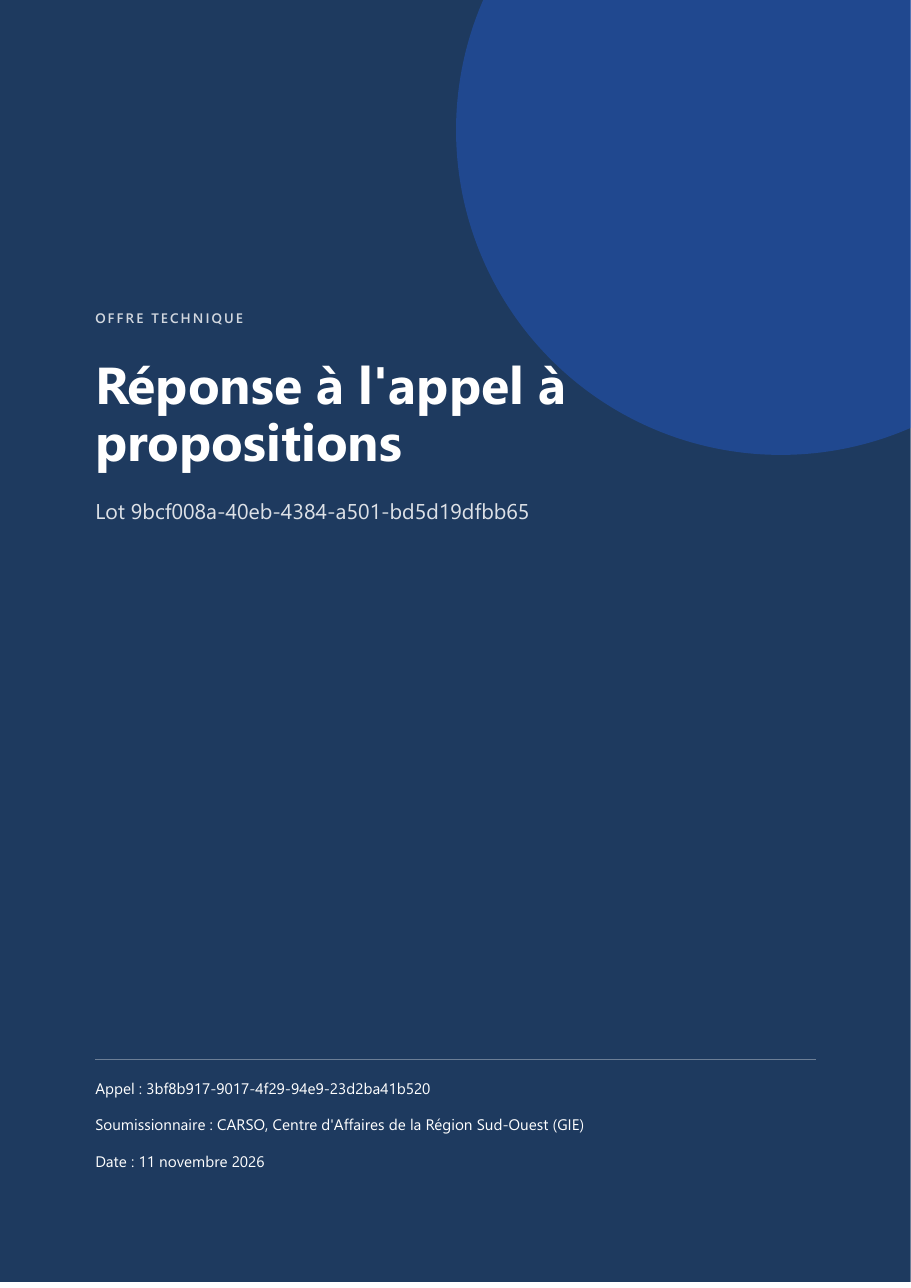 OFFRE TECHNIQUE
Réponse à l'appel à
propositions
Lot 9bcf008a-40eb-4384-a501-bd5d19dfbb65
Appel : 3bf8b917-9017-4f29-94e9-23d2ba41b520
Soumissionnaire : CARSO, Centre d'Affaires de la Région Sud-Ouest (GIE)
Date : 11 novembre 2026